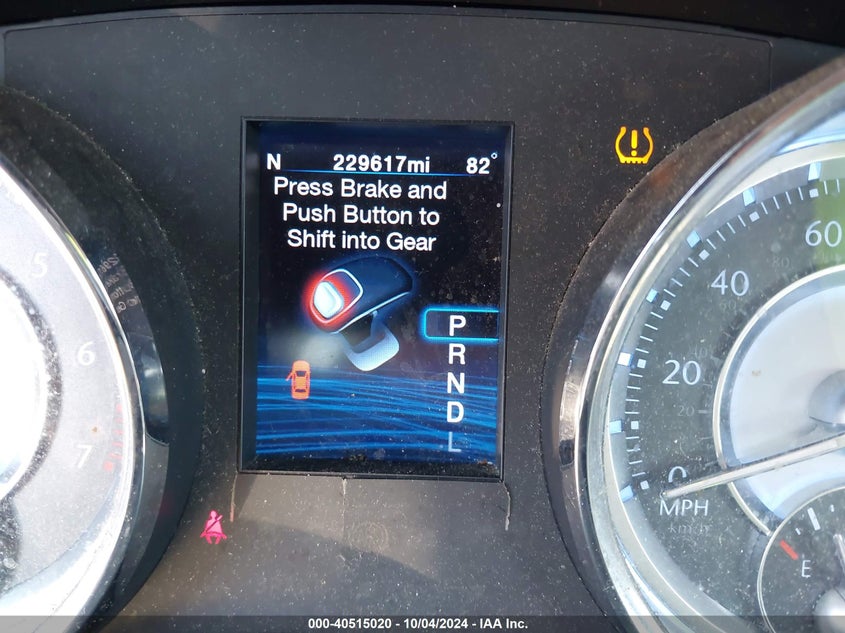 N 229617mi 82°
Press Brake and
Push Button to
Shift into Gear
P
R
N
D
L
5
6
7
60
40
20
0
MPH
km/h
E
000-40515020 - 10/04/2024 - IAA Inc.